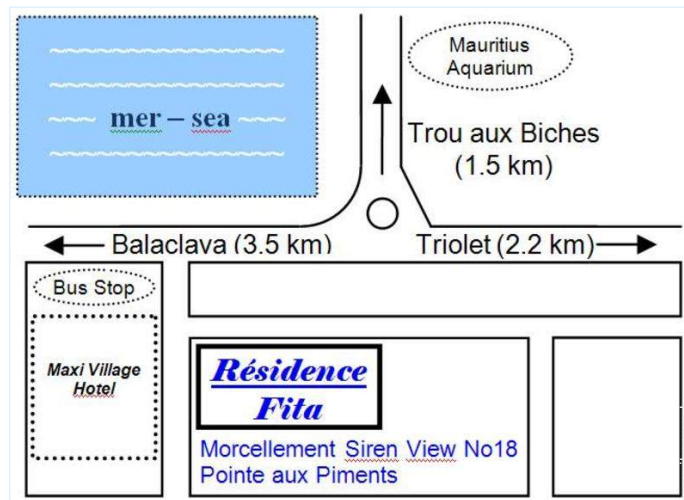 Mauritius
Aquarium
mer – sea
Trou aux Biches
(1.5 km)
Balaclava (3.5 km)
Triolet (2.2 km)
Bus Stop
Maxi Village
Hotel
Résidence
Fita
Morcellement Siren View No18
Pointe aux Piments